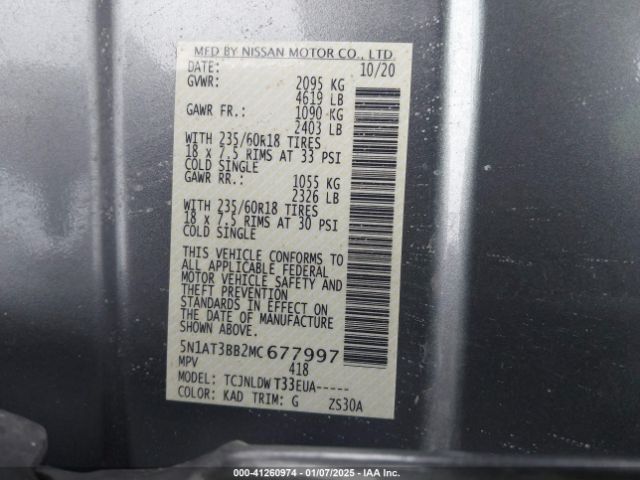 MFD BY NISSAN MOTOR CO., LTD.
DATE: 10/20
GVWR: 2095 KG
4619 LB
GAWR FR.: 1090 KG
2403 LB
WITH 235/60R18 TIRES
18 x 7.5 RIMS AT 33 PSI
COLD SINGLE
GAWR RR.: 1055 KG
2326 LB
WITH 235/60R18 TIRES
18 x 7.5 RIMS AT 30 PSI
COLD SINGLE
THIS VEHICLE CONFORMS TO
ALL APPLICABLE FEDERAL
MOTOR VEHICLE SAFETY AND
THEFT PREVENTION
STANDARDS IN EFFECT ON
THE DATE OF MANUFACTURE
SHOWN ABOVE.
5N1AT3BB2MC677997
MPV 418
MODEL: TCJNLDWT33EUA-----
COLOR: KAD TRIM: G ZS30A
000-41260974 — 01/07/2025 — IAA Inc.